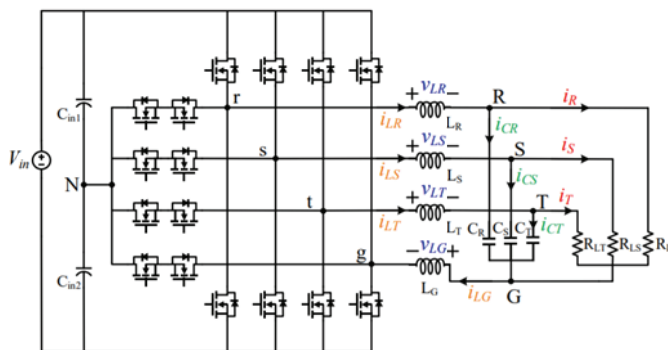 r
v_LR
R
i_R
C_in1
i_LR
L_R
i_CR
s
v_LS
S
i_S
V_in
N
i_LS
L_S
i_CS
t
v_LT
T
i_T
i_LT
L_T
C_R
C_S
C_T
i_CT
g
v_LG
R_LT
R_LS
C_in2
L_G
i_LG
G